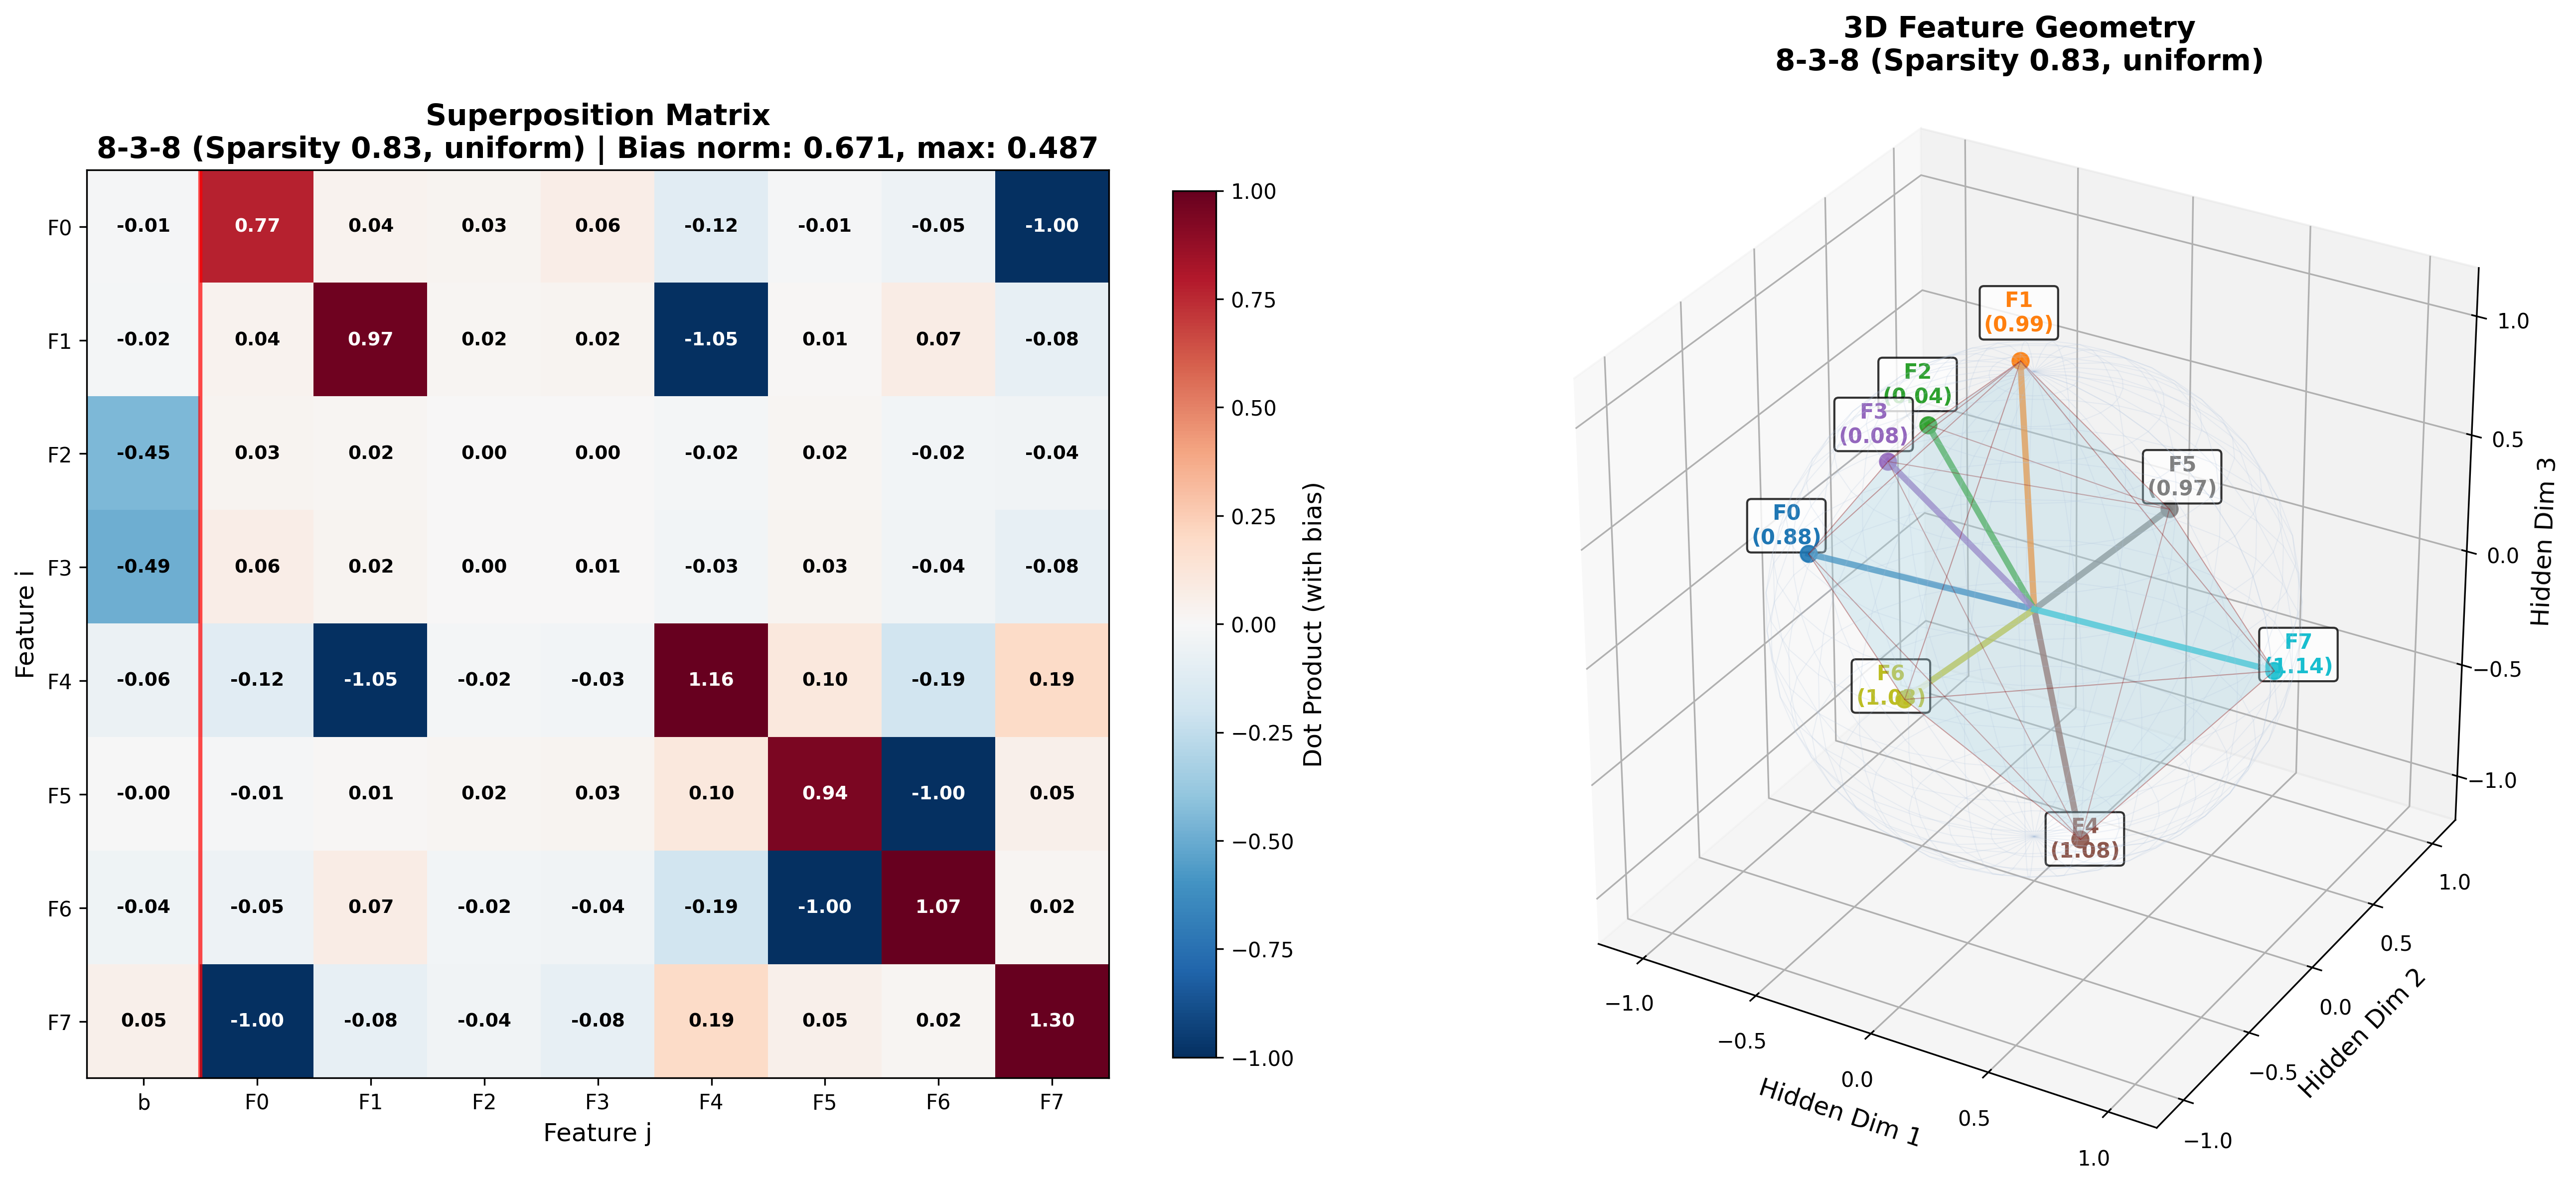 Superposition Matrix
8-3-8 (Sparsity 0.83, uniform) | Bias norm: 0.671, max: 0.487
F0 -0.01 0.77 0.04 0.03 0.06 -0.12 -0.01 -0.05 -1.00
F1 -0.02 0.04 0.97 0.02 0.02 -1.05 0.01 0.07 -0.08
F2 -0.45 0.03 0.02 0.00 0.00 -0.02 0.02 -0.02 -0.04
F3 -0.49 0.06 0.02 0.00 0.01 -0.03 0.03 -0.04 -0.08
F4 -0.06 -0.12 -1.05 -0.02 -0.03 1.16 0.10 -0.19 0.19
F5 -0.00 -0.01 0.01 0.02 0.03 0.10 0.94 -1.00 0.05
F6 -0.04 -0.05 0.07 -0.02 -0.04 -0.19 -1.00 1.07 0.02
F7 0.05 -1.00 -0.08 -0.04 -0.08 0.19 0.05 0.02 1.30
b F0 F1 F2 F3 F4 F5 F6 F7
Feature j
Feature i
1.00
0.75
0.50
0.25
0.00
−0.25
−0.50
−0.75
−1.00
Dot Product (with bias)
3D Feature Geometry
8-3-8 (Sparsity 0.83, uniform)
F1
(0.99)
F2
(0.04)
F3
(0.08)
F5
(0.97)
F0
(0.88)
F7
(1.14)
F6
F4
(1.08)
1.0
0.5
0.0
−0.5
−1.0
Hidden Dim 3
1.0
0.5
0.0
−0.5
−1.0
Hidden Dim 2
−1.0
−0.5
0.0
0.5
1.0
Hidden Dim 1